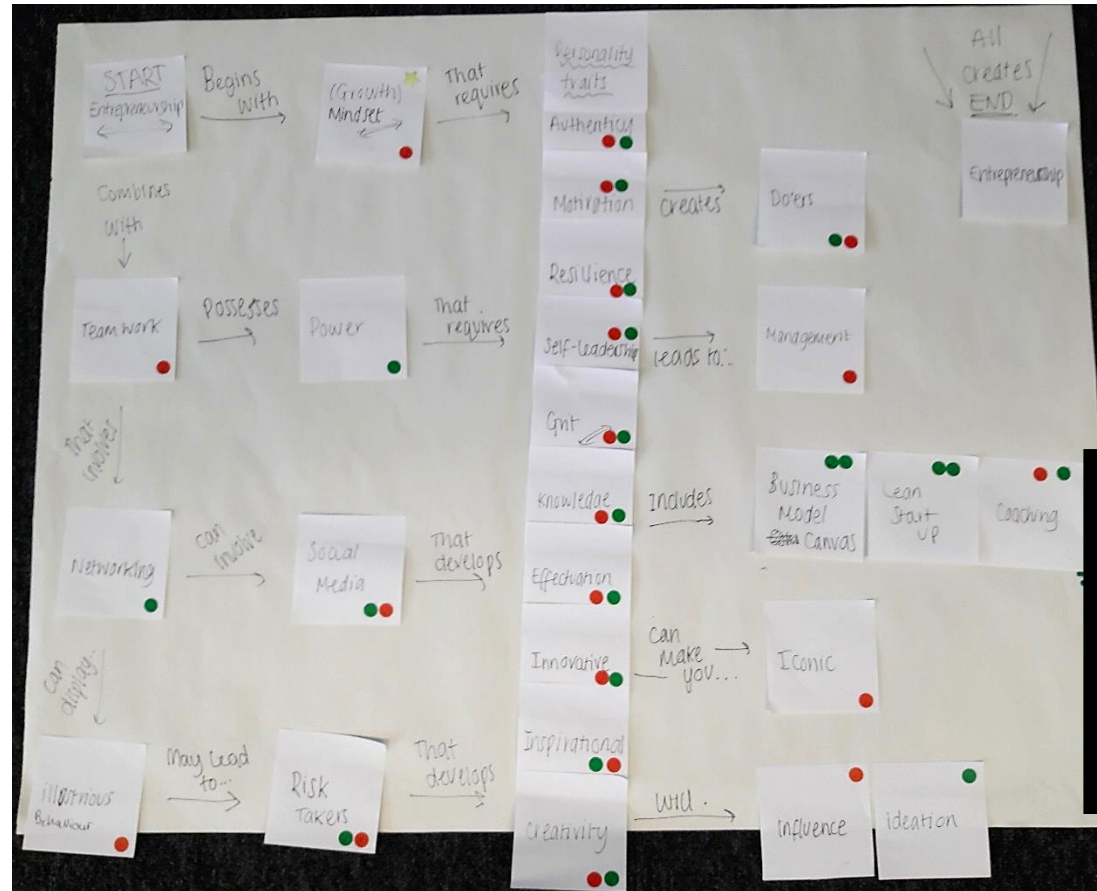 START
Entrepreneurship
Begins
with
(Growth)
Mindset
That
requires
Personality
traits
Authenticy
Motivation
Resilience
Self-leadership
Grit
Knowledge
Effectuation
Innovative
Inspirational
Creativity
All
creates
END
Entrepreneurship
creates
Do'ers
Combines
with
Team work
Possesses
Power
That
requires
leads to...
Management
That
involves
Networking
can
involve
Social
Media
That
develops
Includes
Business
Model
Canvas
Lean
Start
up
Coaching
can
make
you...
Iconic
Can
display...
Behaviour
May lead
to...
Risk
Takers
That
develops
will
Influence
ideation